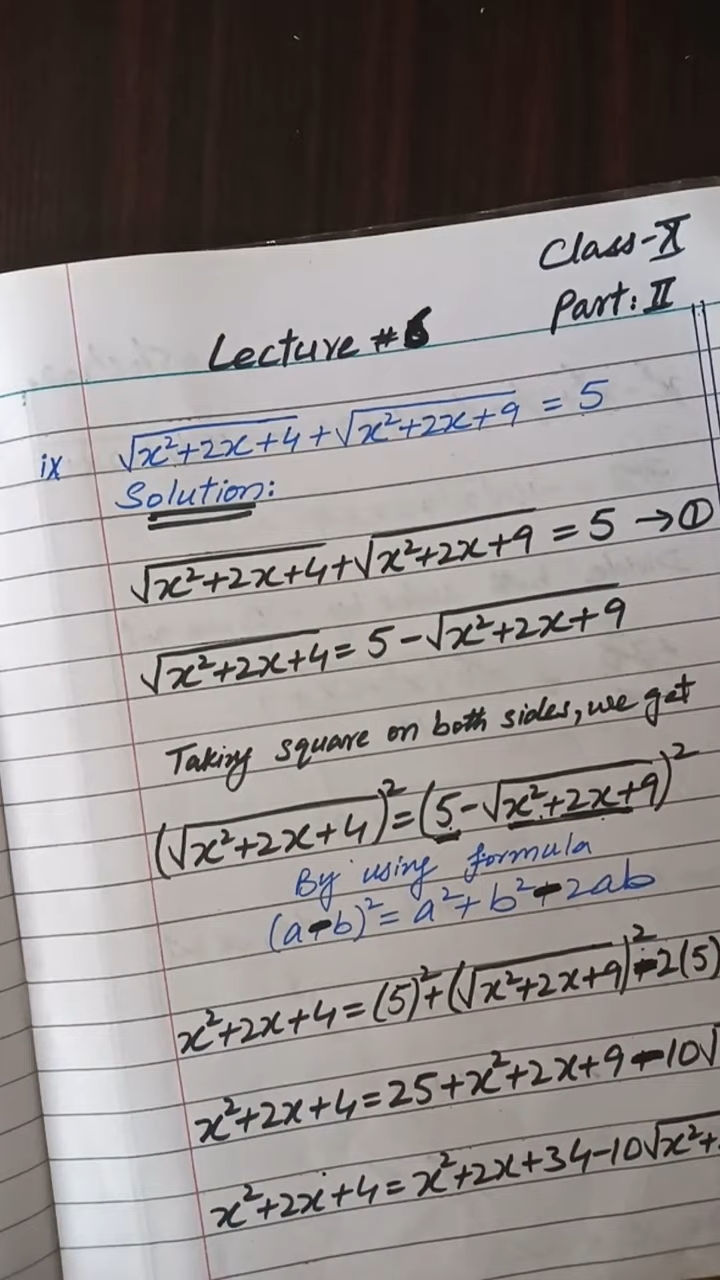 Class-X
Part: II
Lecture #6
ix √x²+2x+4 + √x²+2x+9 = 5
Solution:
√x²+2x+4 + √x²+2x+9 = 5 → ①
√x²+2x+4 = 5 - √x²+2x+9
Taking square on both sides, we get
(√x²+2x+4)² = (5 - √x²+2x+9)²
By using formula
(a-b)² = a² + b² - 2ab
x²+2x+4 = (5)² + (√x²+2x+9)² - 2(5)
x²+2x+4 = 25 + x²+2x+9 - 10√
x²+2x+4 = x²+2x+34 - 10√x²+